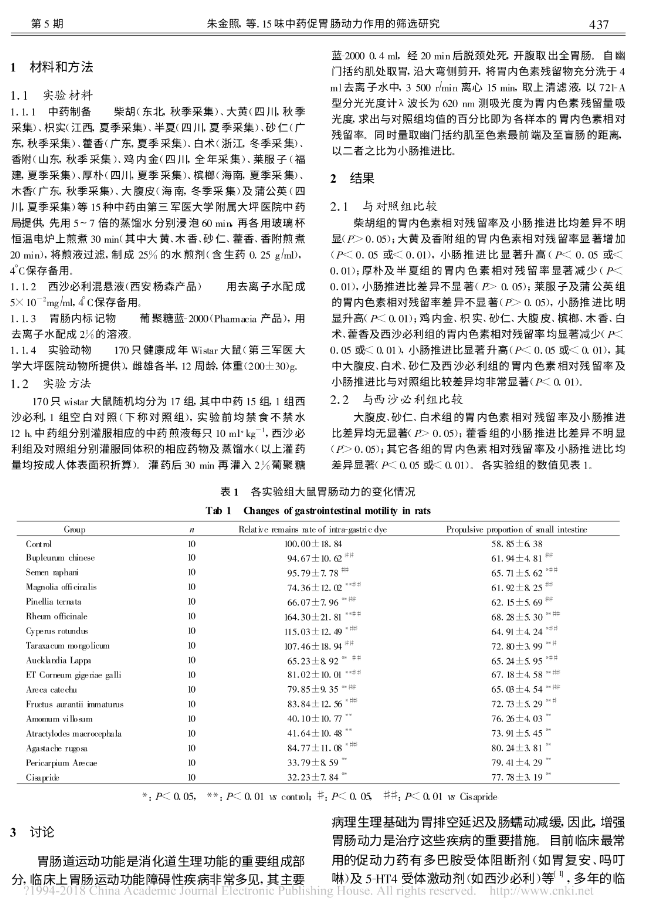 第 5 期 朱金照, 等. 15 味中药促胃肠动力作用的筛选研究 437
1 材料和方法
1. 1 实验材料
1. 1. 1 中药制备 柴胡(东北, 秋季采集)、大黄(四川, 秋季
采集)、枳实(江西, 夏季采集)、半夏(四川, 夏季采集)、砂仁(广
东, 秋季采集)、藿香(广东, 夏季采集)、白术(浙江, 冬季采集)、
香附(山东, 秋季采集)、鸡内金(四川, 全年采集)、莱服子(福
建, 夏季采集)、厚朴(四川, 夏季采集)、槟榔(海南, 夏季采集)、
木香(广东, 秋季采集)、大腹皮(海南, 冬季采集)及蒲公英(四
川, 夏季采集)等 15 种中药由第三军医大学附属大坪医院中药
局提供, 先用 5~ 7 倍的蒸馏水分别浸泡 60 min, 再各用玻璃杯
恒温电炉上煎煮 30 min(其中大黄、木香、砂仁、藿香、香附煎煮
20 min), 将煎液过滤, 制成 25% 的水煎剂(含生药 0. 25 g/ml),
4℃保存备用。
1. 1. 2 西沙必利混悬液(西安杨森产品) 用去离子水配成
5× 10⁻²mg/ml, 4℃保存备用。
1. 1. 3 胃肠内标记物 葡聚糖蓝-2000(Pharmacia 产品), 用
去离子水配成 2% 的溶液。
1. 1. 4 实验动物 170 只健康成年 Wistar 大鼠(第三军医大
学大坪医院动物所提供), 雌雄各半, 12 周龄, 体重(200±30)g。
1. 2 实验方法
170 只 wistar 大鼠随机均分为 17 组, 其中中药 15 组, 1 组西
沙必利, 1 组空白对照(下称对照组), 实验前均禁食不禁水
12 h. 中药组分别灌服相应的中药煎液每只 10 ml·kg⁻¹, 西沙必
利组及对照组分别灌服同体积的相应药物及蒸馏水(以上灌药
量均按成人体表面积折算)。灌药后 30 min 再灌入 2% 葡聚糖
蓝-2000 0. 4 ml, 经 20 min 后脱颈处死, 开腹取出全胃肠。自幽
门括约肌处取胃, 沿大弯侧剪开, 将胃内色素残留物充分洗于 4
ml 去离子水中, 3 500 r/min 离心 15 min, 取上清滤液, 以 721-A
型分光光度计 λ 波长为 620 nm 测吸光度为胃内色素残留量吸
光度, 求出与对照组均值的百分比即为各样本的胃内色素相对
残留率。同时量取幽门括约肌至色素最前端及至盲肠的距离,
以二者之比为小肠推进比。
2 结果
2. 1 与对照组比较
柴胡组的胃内色素相对残留率及小肠推进比均差异不明
显(P> 0. 05); 大黄及香附组的胃内色素相对残留率显著增加
(P< 0. 05 或< 0. 01), 小肠推进比显著升高(P< 0. 05 或<
0. 01); 厚朴及半夏组的胃内色素相对残留率显著减少(P<
0. 01), 小肠推进比差异不显著(P> 0. 05); 莱服子及蒲公英组
的胃内色素相对残留率差异不显著(P> 0. 05), 小肠推进比明
显升高(P< 0. 01); 鸡内金、枳实、砂仁、大腹皮、槟榔、木香、白
术、藿香及西沙必利组的胃内色素相对残留率均显著减少(P<
0. 05 或< 0. 01), 小肠推进比显著升高(P< 0. 05 或< 0. 01), 其
中大腹皮、白术、砂仁及西沙必利的胃内色素相对残留率及
小肠推进比与对照组比较差异均非常显著(P< 0. 01)。
2. 2 与西沙必利组比较
大腹皮、砂仁、白术组的胃内色素相对残留率及小肠推进
比差异均无显著(P> 0. 05); 藿香组的小肠推进比差异不明显
(P> 0. 05); 其它各组的胃内色素相对残留率及小肠推进比均
差异显著(P< 0. 05 或< 0. 01)。各实验组的数值见表 1。
表 1 各实验组大鼠胃肠动力的变化情况
Tab 1 Changes of gastrointestinal motility in rats
Group n Relative remains rate of intra-gastric dye Propulsive proportion of small intestine
Control 10 100. 00±18. 84 58. 85±6. 38
Bupleurum chinese 10 94. 67±10. 62 ## 61. 94±4. 81 ##
Semen raphani 10 95. 79±7. 78 ## 65. 71±5. 62 *##
Magnolia officinalis 10 74. 36±12. 02 **## 61. 92±8. 25 ##
Pinellia ternata 10 66. 07±7. 96 **## 62. 15±5. 69 ##
Rheum officinale 10 164. 30±21. 81 **## 68. 28±5. 30 **##
Cyperus rotundus 10 115. 03±12. 49 *## 64. 91±4. 24 *##
Taraxacum mongolicum 10 107. 46±18. 94 ## 72. 80±3. 99 **#
Aucklandia Lappa 10 65. 23±8. 92 ** ## 65. 24±5. 95 *##
ET Corneum gigeriae galli 10 81. 02±10. 01 **## 67. 18±4. 58 **##
Areca catechu 10 79. 85±9. 35 **## 65. 03±4. 54 **##
Fructus aurantii immaturus 10 83. 84±12. 56 *## 72. 73±5. 29 **#
Amomum villosum 10 40. 10±10. 77 ** 76. 26±4. 03 **
Atractylodes macrocephala 10 41. 64±10. 48 ** 73. 91±5. 45 **
Agastache rugosa 10 84. 77±11. 08 *## 80. 24±3. 81 **
Pericarpium Arecae 10 33. 79±8. 59 ** 79. 41±4. 29 **
Cisapride 10 32. 23±7. 84 ** 77. 78±3. 19 **
*: P< 0. 05, **: P< 0. 01 vs control; #: P< 0. 05, ##: P< 0. 01 vs Cisapride
3 讨论
胃肠道运动功能是消化道生理功能的重要组成部
分, 临床上胃肠运动功能障碍性疾病非常多见, 其主要
病理生理基础为胃排空延迟及肠蠕动减缓, 因此, 增强
胃肠动力是治疗这些疾病的重要措施。目前临床最常
用的促动力药有多巴胺受体阻断剂(如胃复安、吗叮
啉)及 5-HT4 受体激动剂(如西沙必利)等[1], 多年的临
?1994-2018 China Academic Journal Electronic Publishing House. All rights reserved. http://www.cnki.net